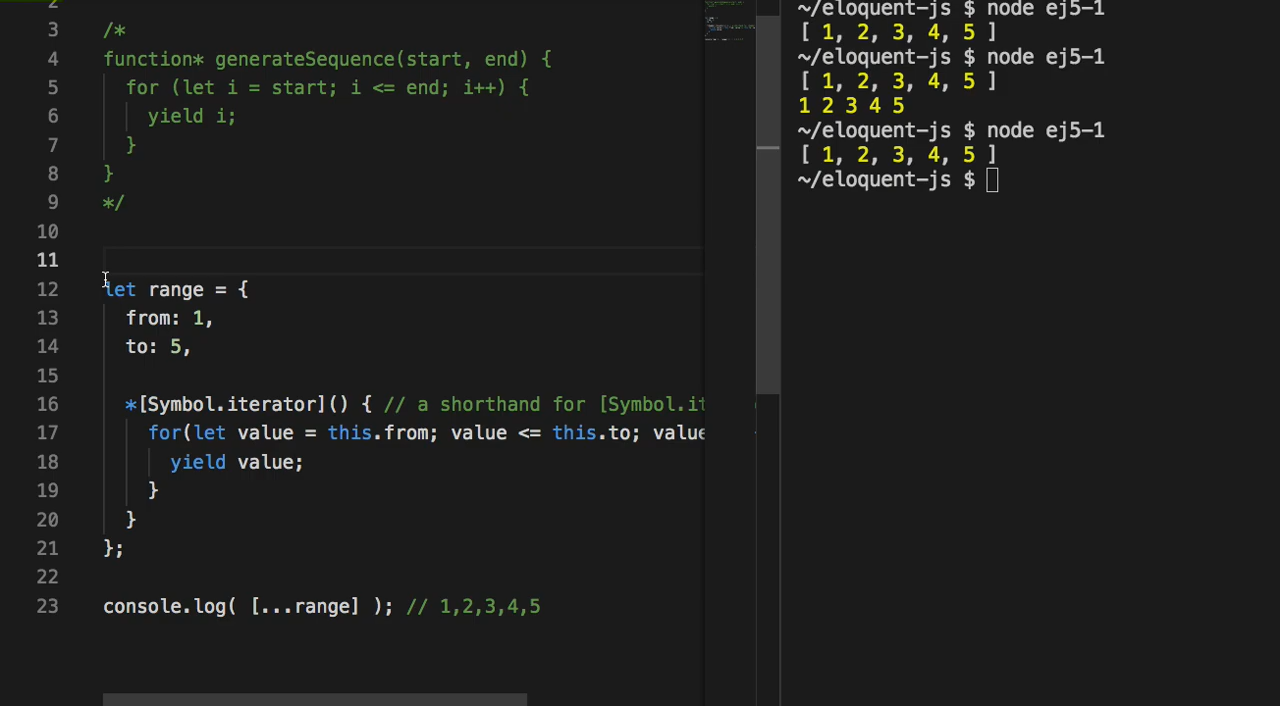 2
3 /*
4 function* generateSequence(start, end) {
5 for (let i = start; i <= end; i++) {
6 yield i;
7 }
8 }
9 */
10
11
12 let range = {
13 from: 1,
14 to: 5,
15
16 *[Symbol.iterator]() { // a shorthand for [Symbol.it
17 for(let value = this.from; value <= this.to; value
18 yield value;
19 }
20 }
21 };
22
23 console.log( [...range] ); // 1,2,3,4,5
~/eloquent-js $ node ej5-1
[ 1, 2, 3, 4, 5 ]
~/eloquent-js $ node ej5-1
[ 1, 2, 3, 4, 5 ]
1 2 3 4 5
~/eloquent-js $ node ej5-1
[ 1, 2, 3, 4, 5 ]
~/eloquent-js $